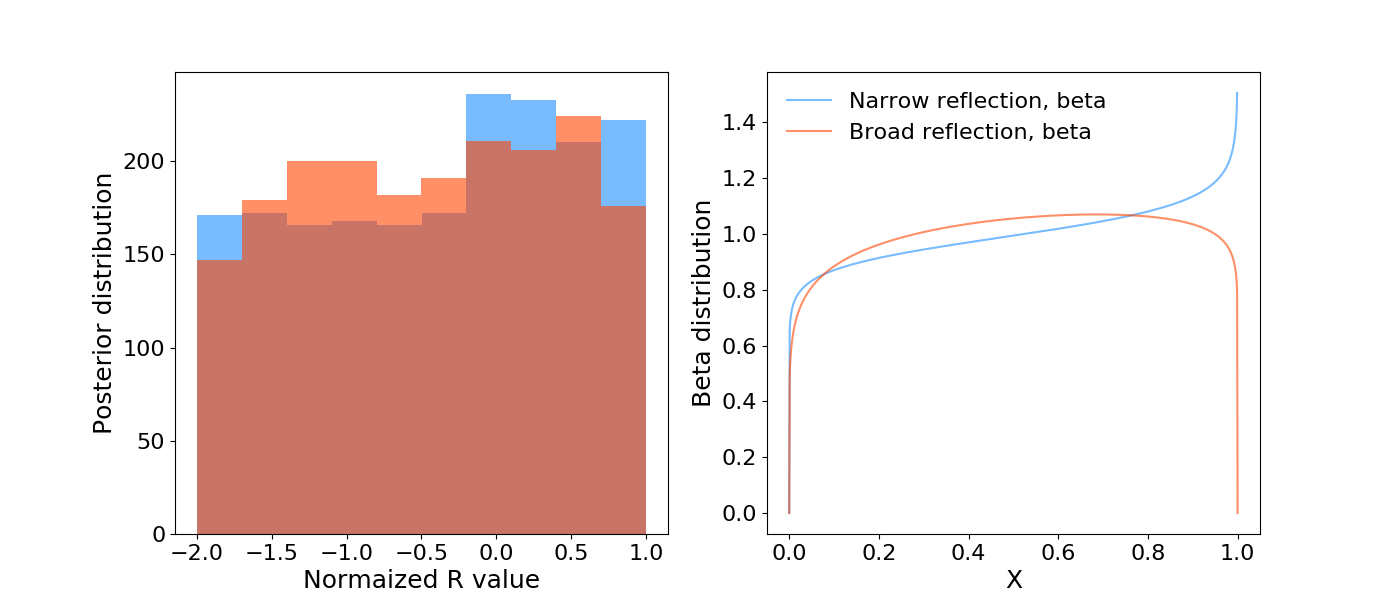 Posterior distribution
200
150
100
50
0
−2.0 −1.5 −1.0 −0.5 0.0 0.5 1.0
Normaized R value
Narrow reflection, beta
Broad reflection, beta
Beta distribution
1.4
1.2
1.0
0.8
0.6
0.4
0.2
0.0
0.0 0.2 0.4 0.6 0.8 1.0
X